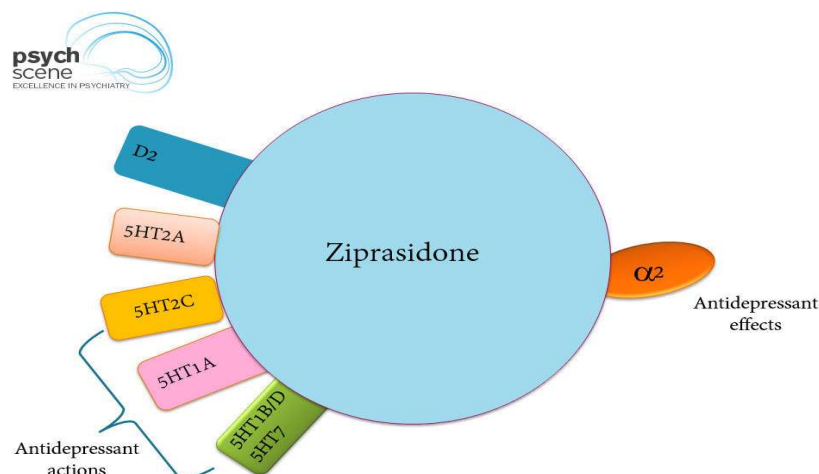 psych
scene
EXCELLENCE IN PSYCHIATRY
D2
5HT2A
5HT2C
5HT1A
5HT1B/D
5HT7
Antidepressant
actions
Ziprasidone
α2
Antidepressant
effects